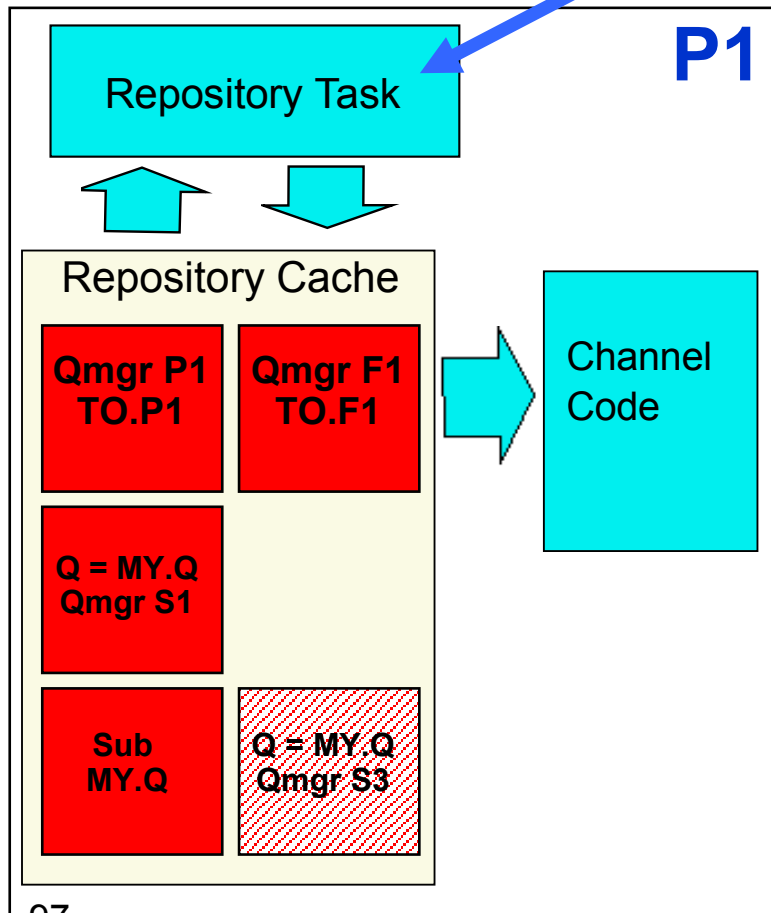 P1
Repository Task
Repository Cache
Qmgr P1
TO.P1
Qmgr F1
TO.F1
Channel
Code
Q = MY.Q
Qmgr S1
Sub
MY.Q
Q = MY.Q
Qmgr S3